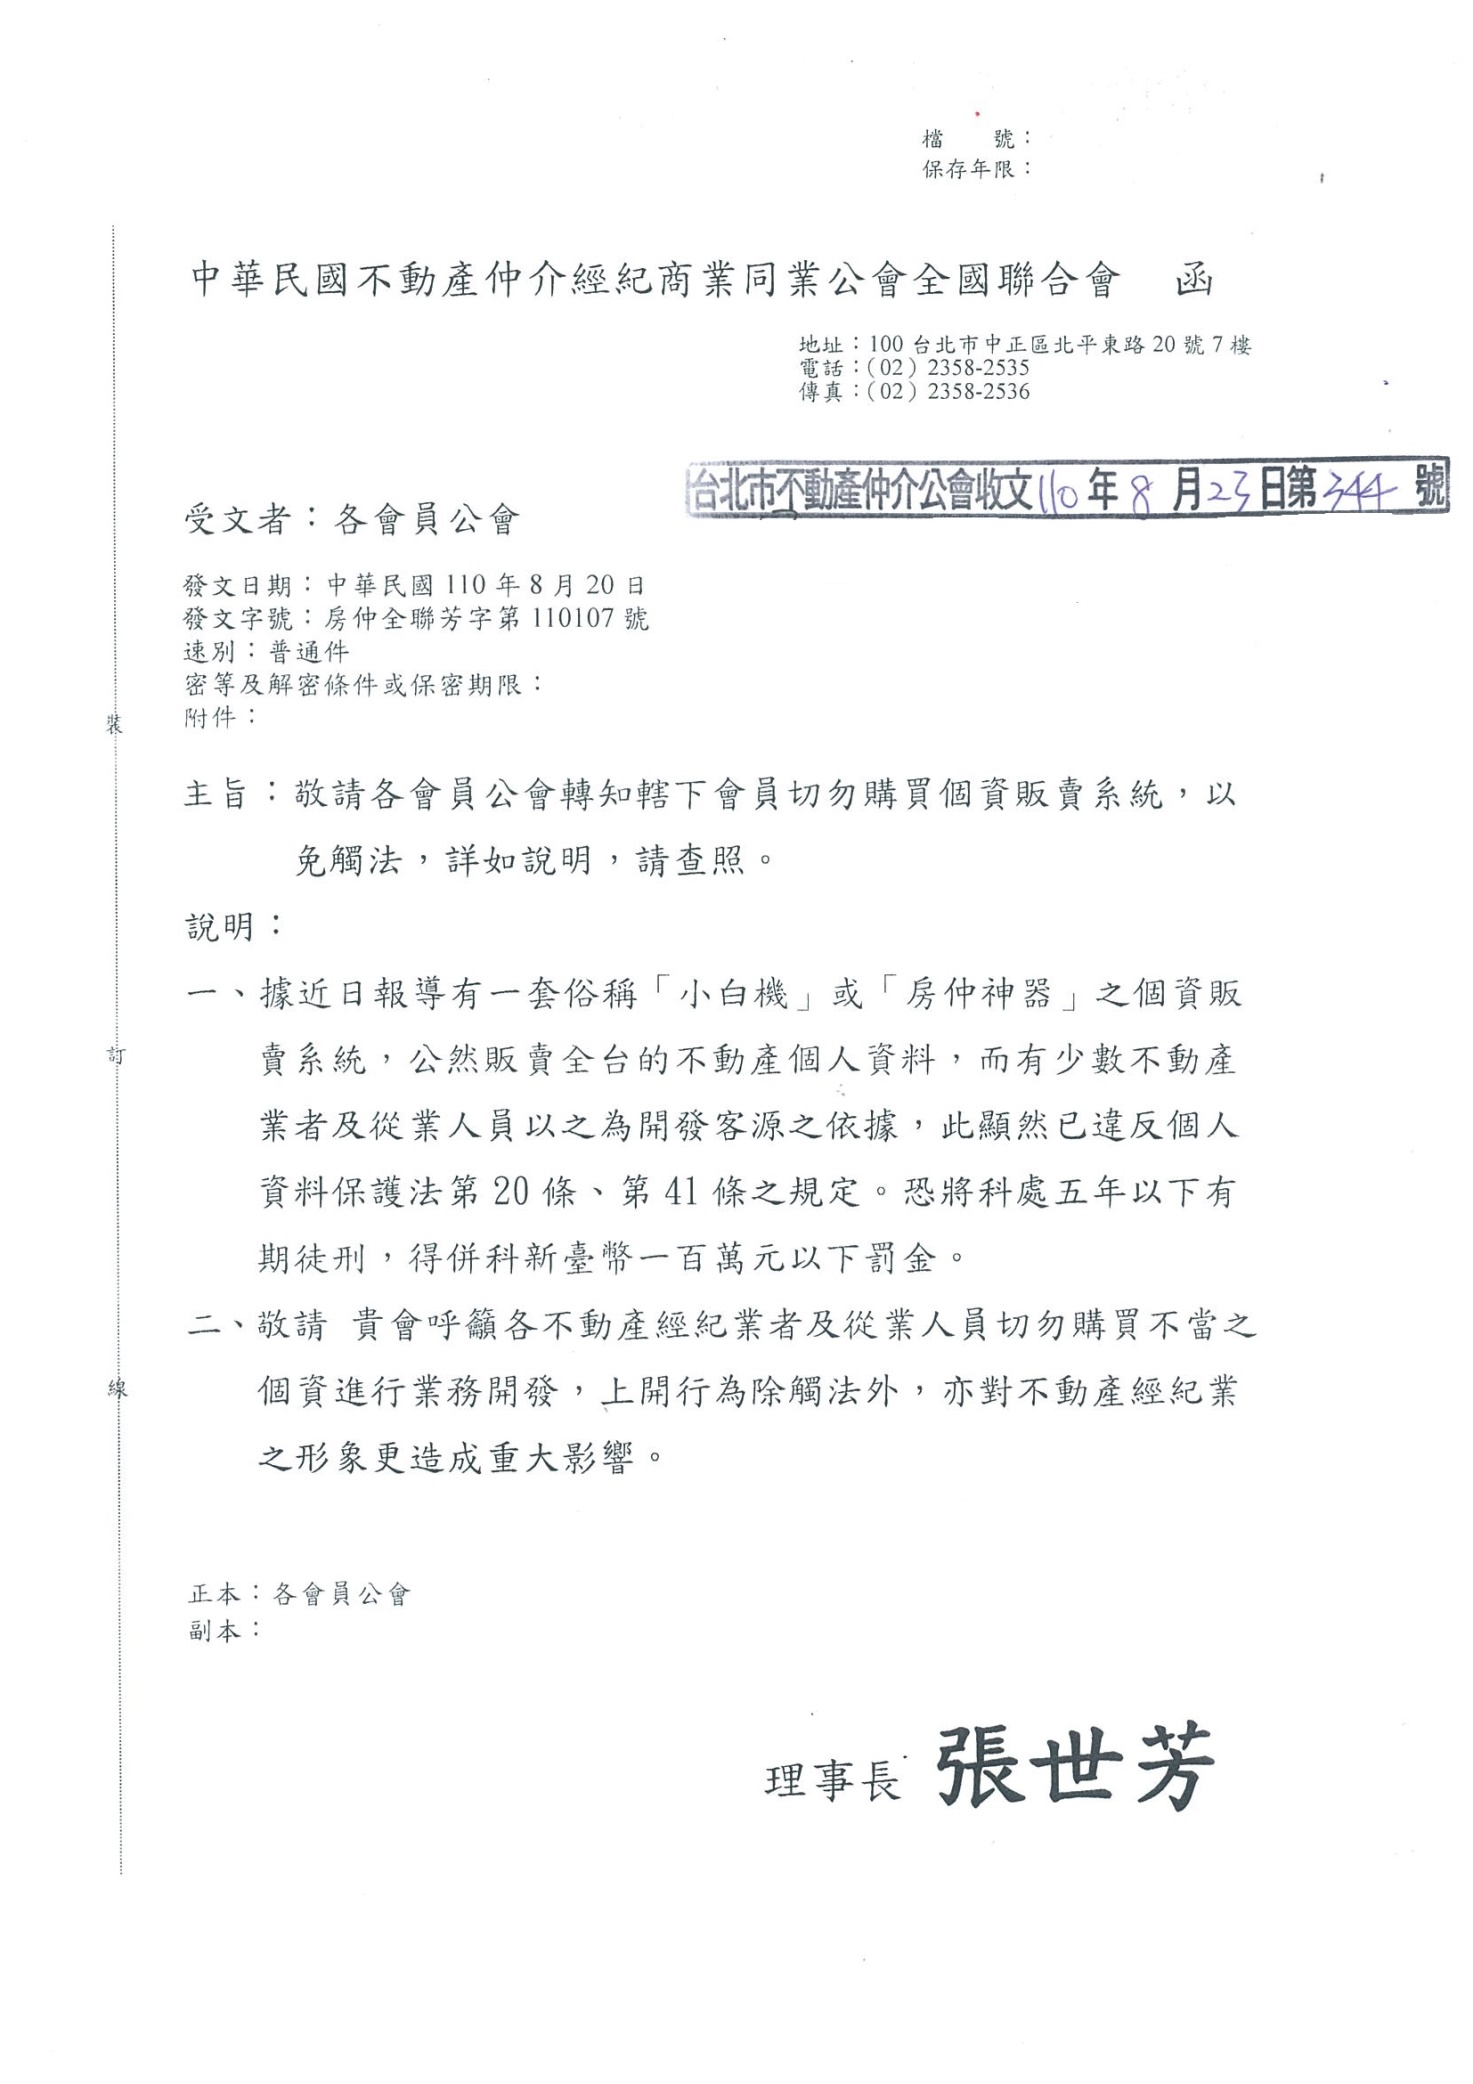 檔　　號：
保存年限：
中華民國不動產仲介經紀商業同業公會全國聯合會　函
地址：100 台北市中正區北平東路 20 號 7 樓
電話：(02) 2358-2535
傳真：(02) 2358-2536
台北市不動產仲介公會收文110年8月23日第344號
受文者：各會員公會
發文日期：中華民國 110 年 8 月 20 日
發文字號：房仲全聯芳字第 110107 號
速別：普通件
密等及解密條件或保密期限：
附件：
主旨：敬請各會員公會轉知轄下會員切勿購買個資販賣系統，以
免觸法，詳如說明，請查照。
說明：
一、據近日報導有一套俗稱「小白機」或「房仲神器」之個資販
賣系統，公然販賣全台的不動產個人資料，而有少數不動產
業者及從業人員以之為開發客源之依據，此顯然已違反個人
資料保護法第 20 條、第 41 條之規定。恐將科處五年以下有
期徒刑，得併科新臺幣一百萬元以下罰金。
二、敬請 貴會呼籲各不動產經紀業者及從業人員切勿購買不當之
個資進行業務開發，上開行為除觸法外，亦對不動產經紀業
之形象更造成重大影響。
正本：各會員公會
副本：
理事長 張世芳
裝
訂
線